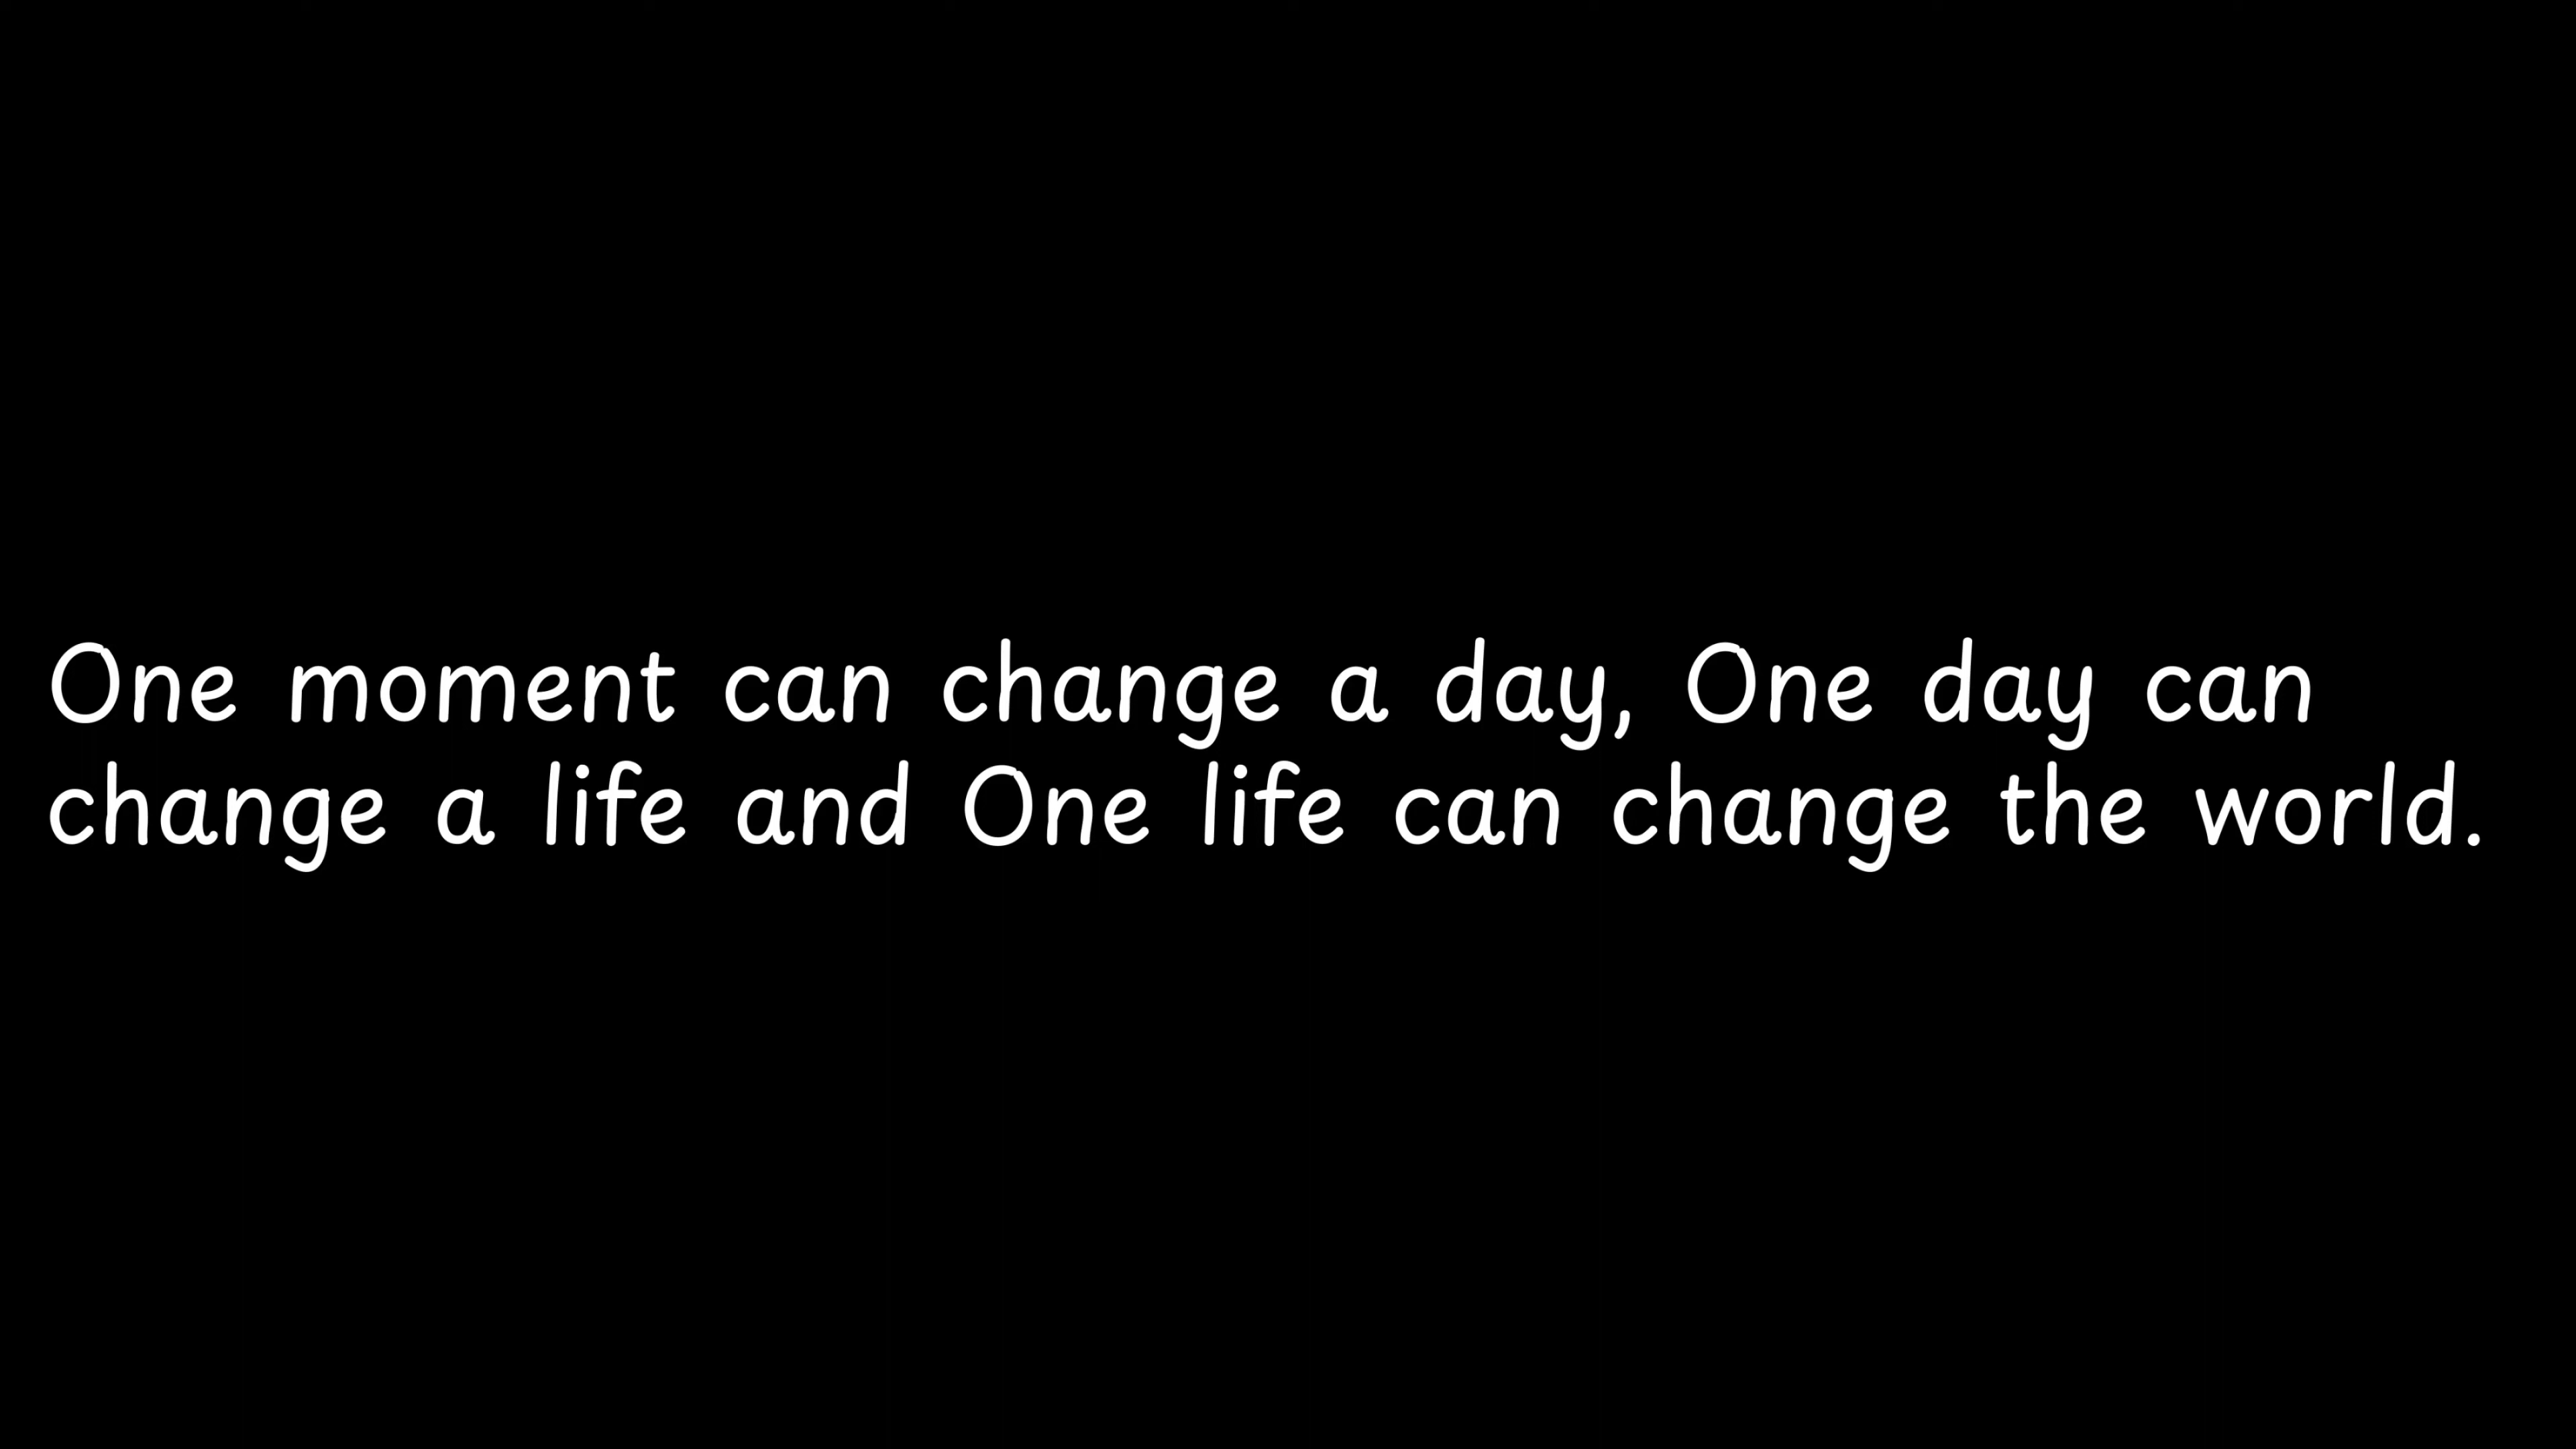 One moment can change a day, One day can
change a life and One life can change the world.